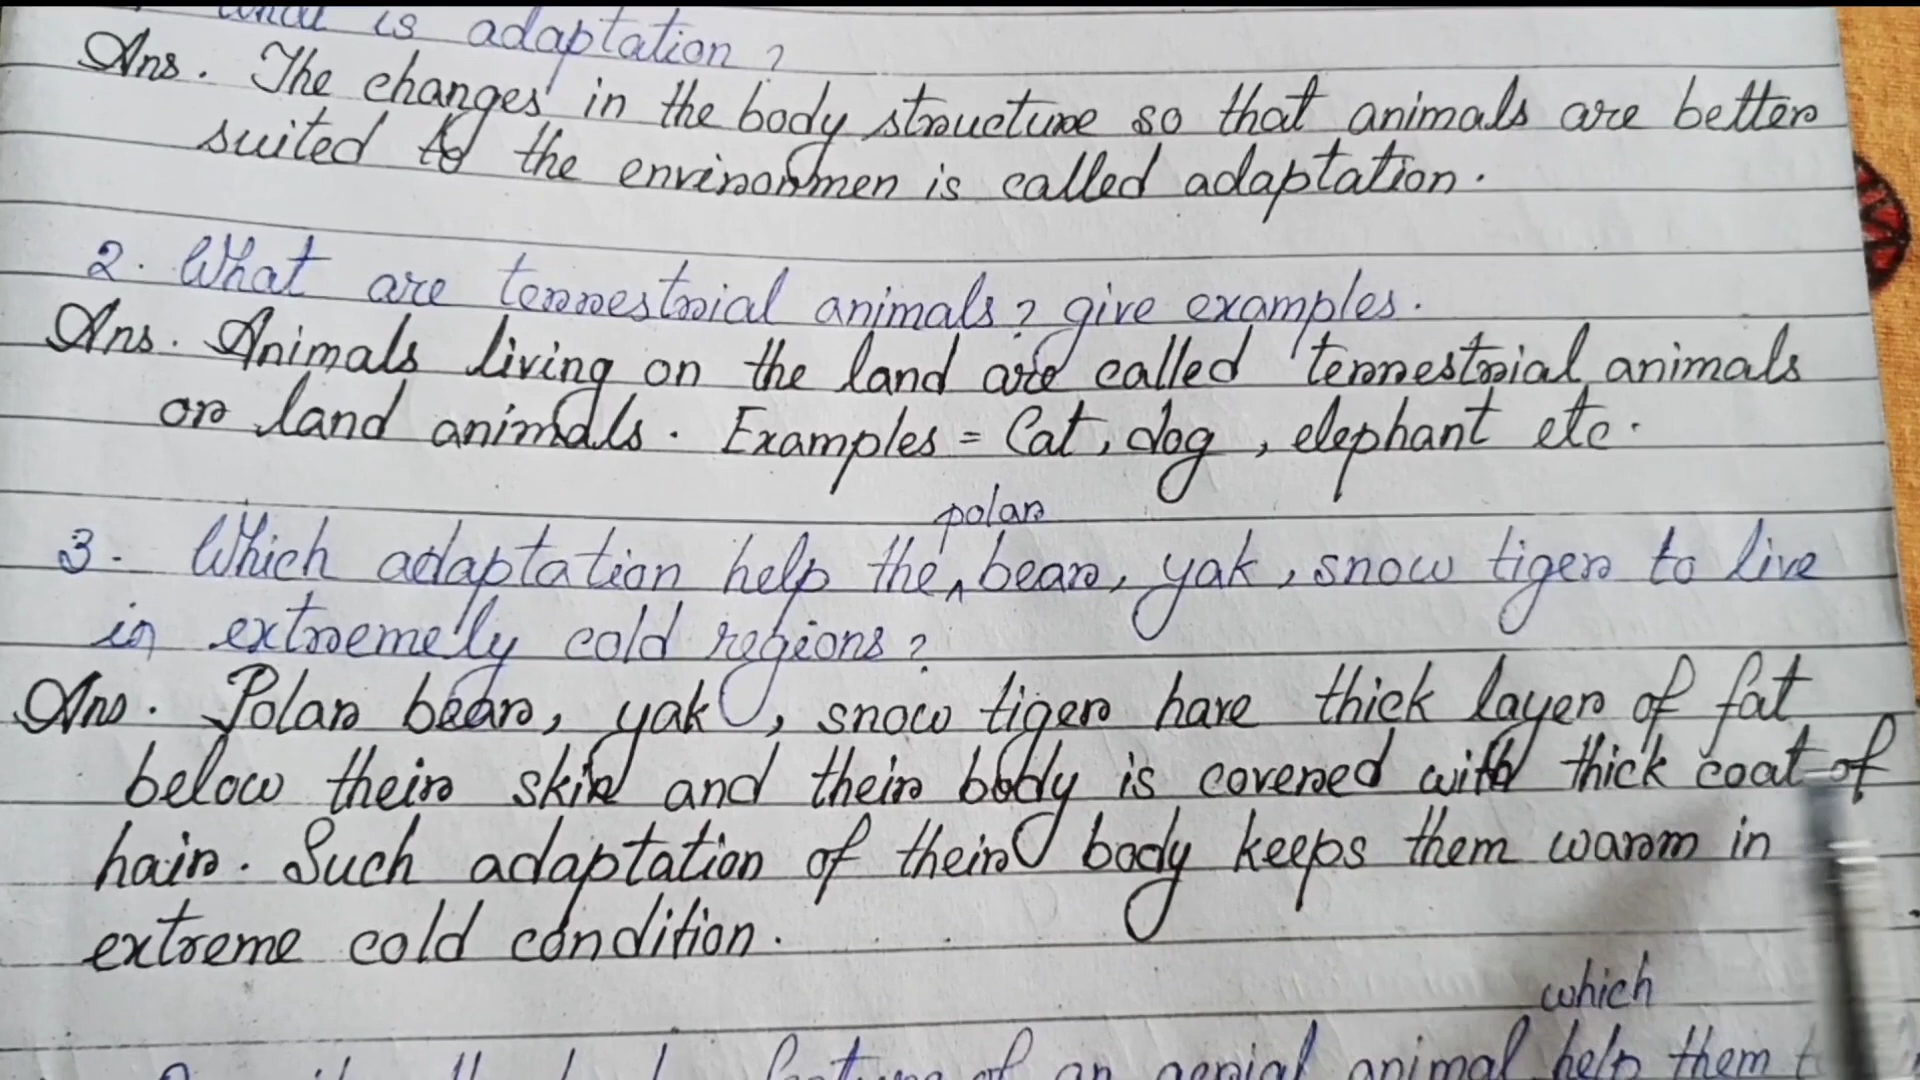 what is adaptation?
Ans. The changes in the body structure so that animals are better
suited to the environmen is called adaptation.
2. What are terrestrial animals? give examples.
Ans. Animals living on the land are called terrestrial animals
or land animals. Examples = Cat, dog, elephant etc.
polar
3. Which adaptation help the ^ bear, yak, snow tiger to live
in extremely cold regions?
Ans. Polar bear, yak, snow tiger have thick layer of fat
below their skin and their body is covered with thick coat of
hair. Such adaptation of their body keeps them warm in
extreme cold condition.
which
of an aerial animal help them